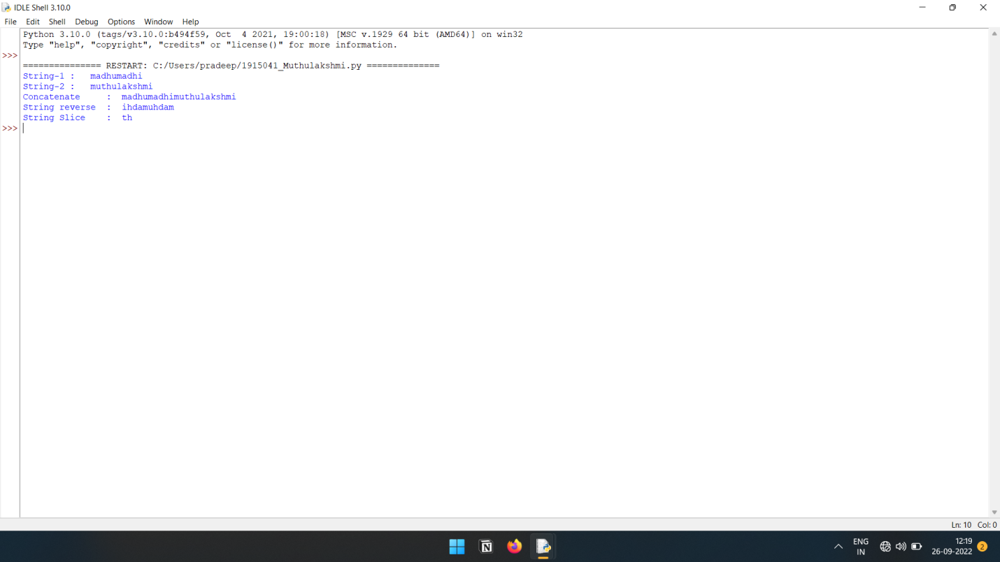 IDLE Shell 3.10.0
File Edit Shell Debug Options Window Help
Python 3.10.0 (tags/v3.10.0:b494f59, Oct  4 2021, 19:00:18) [MSC v.1929 64 bit (AMD64)] on win32
Type "help", "copyright", "credits" or "license()" for more information.
>>>
=============== RESTART: C:/Users/pradeep/1915041_Muthulakshmi.py ==============
String-1 :   madhumadhi
String-2 :   muthulakshmi
Concatenate     :  madhumadhimuthulakshmi
String reverse  :  ihdamuhdam
String Slice    :  th
>>>
Ln: 10 Col: 0
ENG
IN
12:19
26-09-2022
2